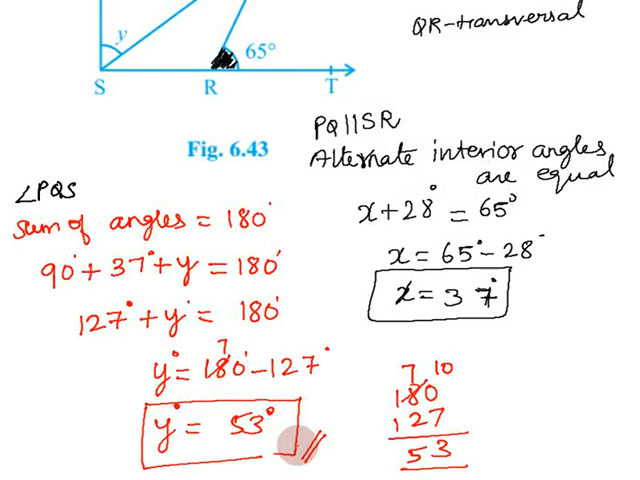 QR-transversal
y
65°
S
R
T
Fig. 6.43
PQ||SR
Alternate interior angles
are equal
x+28° = 65°
x = 65° - 28°
x = 37°
∠PQS
Sum of angles = 180°
90° + 37° + y = 180°
127° + y = 180°
7
y° = 180° - 127°
y° = 53°
7 10
180
127
53